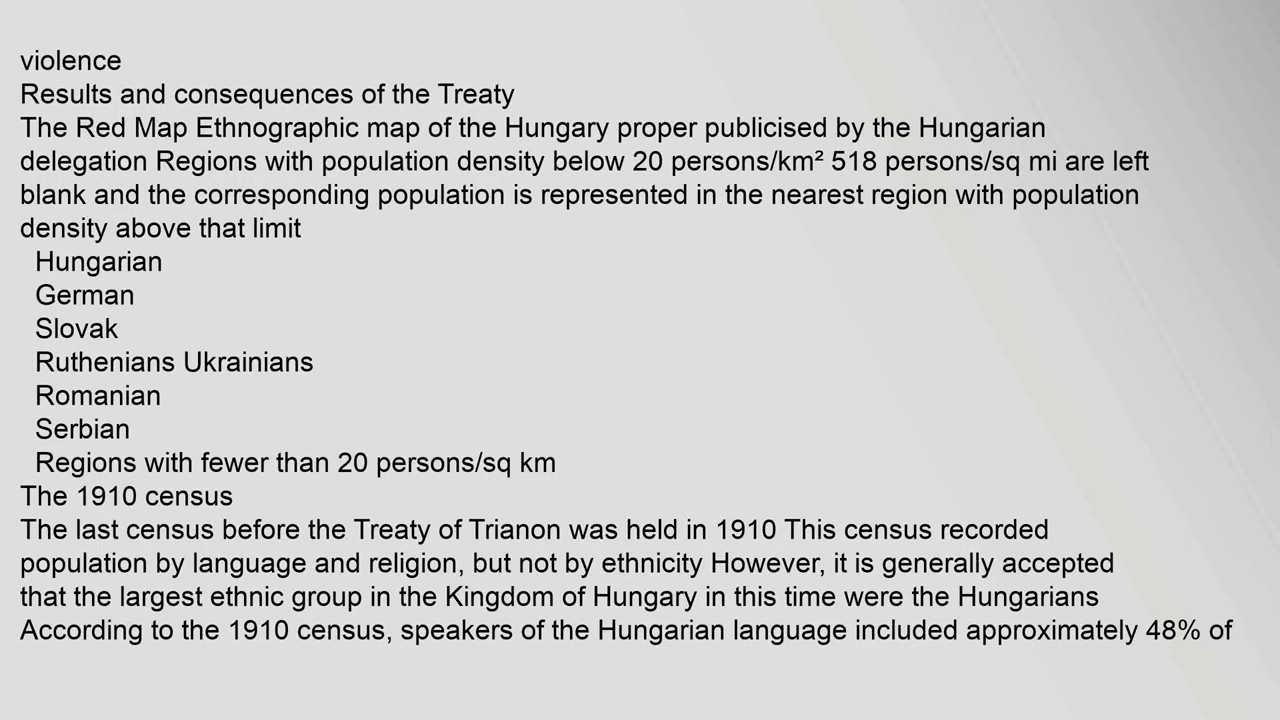 violence
Results and consequences of the Treaty
The Red Map Ethnographic map of the Hungary proper publicised by the Hungarian
delegation Regions with population density below 20 persons/km² 518 persons/sq mi are left
blank and the corresponding population is represented in the nearest region with population
density above that limit
Hungarian
German
Slovak
Ruthenians Ukrainians
Romanian
Serbian
Regions with fewer than 20 persons/sq km
The 1910 census
The last census before the Treaty of Trianon was held in 1910 This census recorded
population by language and religion, but not by ethnicity However, it is generally accepted
that the largest ethnic group in the Kingdom of Hungary in this time were the Hungarians
According to the 1910 census, speakers of the Hungarian language included approximately 48% of